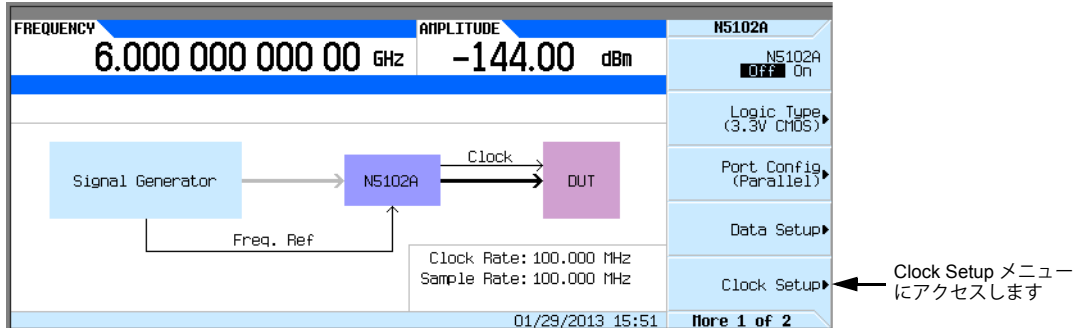 FREQUENCY
6.000 000 000 00 GHz
AMPLITUDE
-144.00 dBm
N5102A
N5102A
Off On
Logic Type
(3.3V CMOS)
Port Config
(Parallel)
Data Setup
Clock Setup
More 1 of 2
Signal Generator
N5102A
Clock
DUT
Freq. Ref
Clock Rate: 100.000 MHz
Sample Rate: 100.000 MHz
01/29/2013 15:51
Clock Setup メニュー
にアクセスします